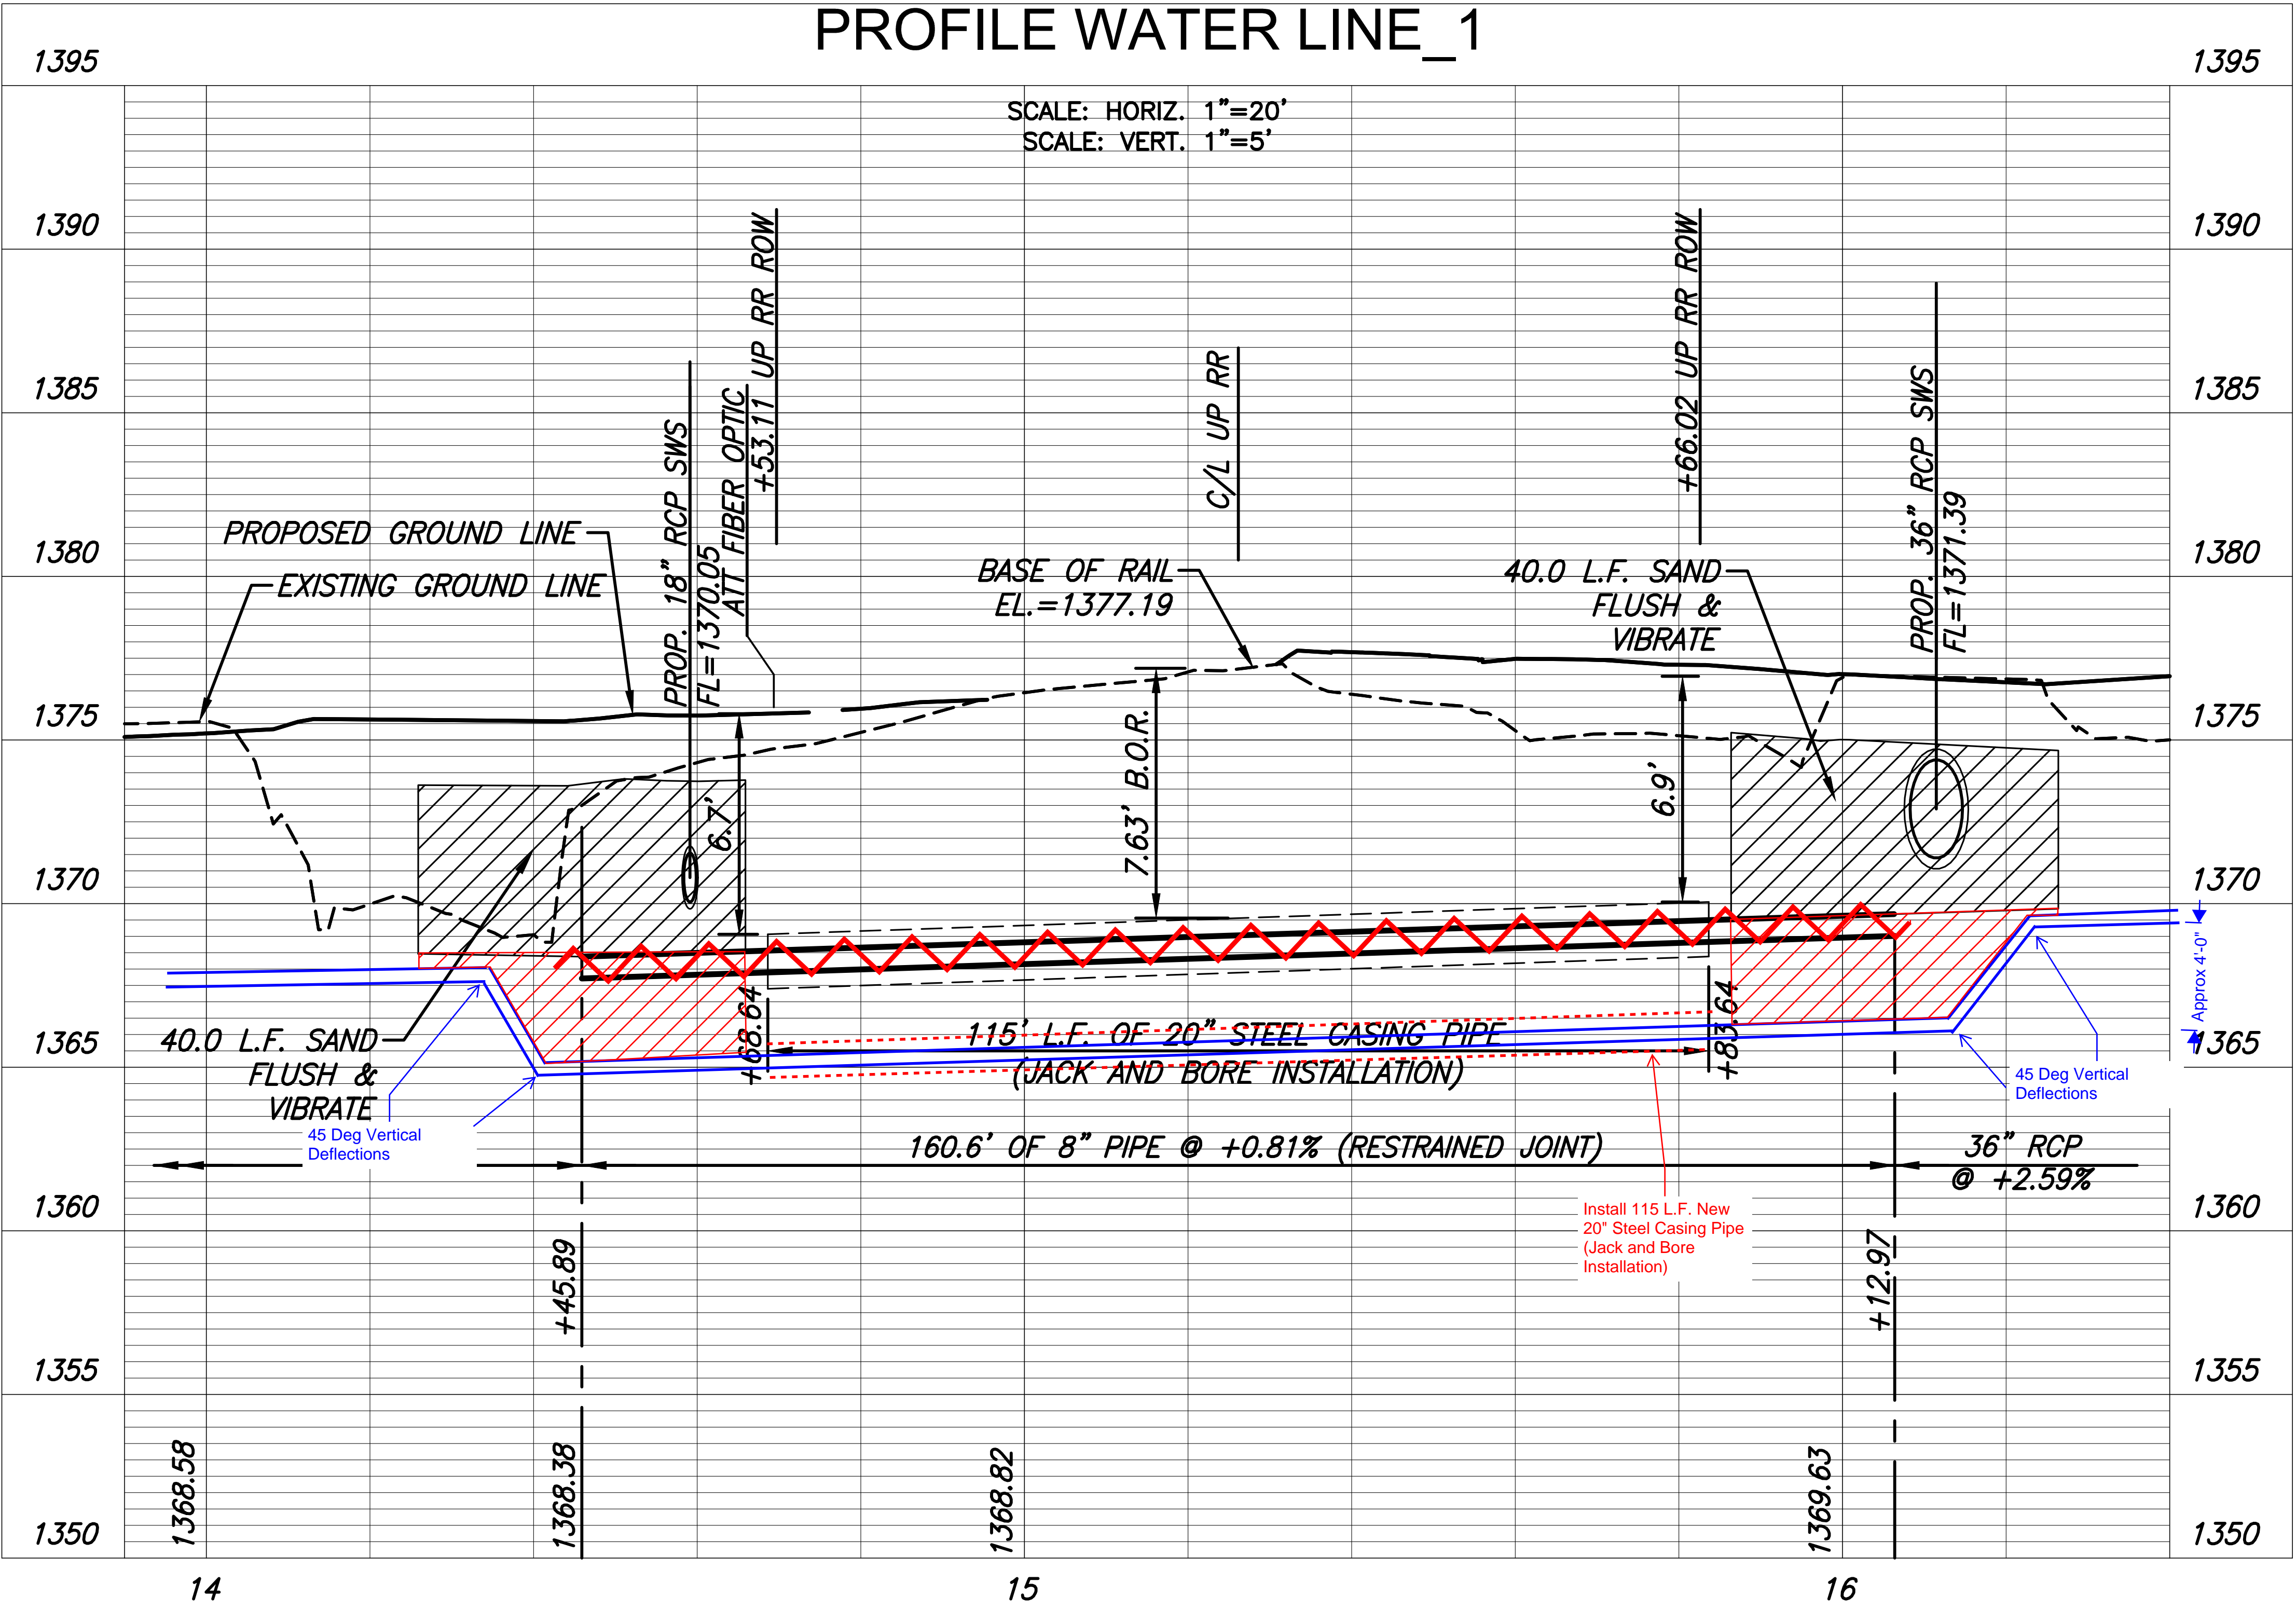 PROFILE WATER LINE_1
1395
1395
SCALE: HORIZ. 1"=20'
SCALE: VERT. 1"=5'
1390
1390
1385
1385
1380
1380
1375
1375
1370
1370
1365
1365
1360
1360
1355
1355
1350
1350
PROPOSED GROUND LINE
EXISTING GROUND LINE
PROP. 18" RCP SWS
FL=1370.05
ATT FIBER OPTIC
+53.11 UP RR ROW
C/L UP RR
BASE OF RAIL
EL.=1377.19
+66.02 UP RR ROW
40.0 L.F. SAND
FLUSH &
VIBRATE
PROP. 36" RCP SWS
FL=1371.39
6.7'
7.63' B.O.R.
6.9'
Approx 4'-0"
40.0 L.F. SAND
FLUSH &
VIBRATE
45 Deg Vertical
Deflections
+68.64
115' L.F. OF 20" STEEL CASING PIPE
(JACK AND BORE INSTALLATION)
+83.64
45 Deg Vertical
Deflections
160.6' OF 8" PIPE @ +0.81% (RESTRAINED JOINT)
36" RCP
@ +2.59%
Install 115 L.F. New
20" Steel Casing Pipe
(Jack and Bore
Installation)
+45.89
+12.97
1368.58
1368.38
1368.82
1369.63
14
15
16